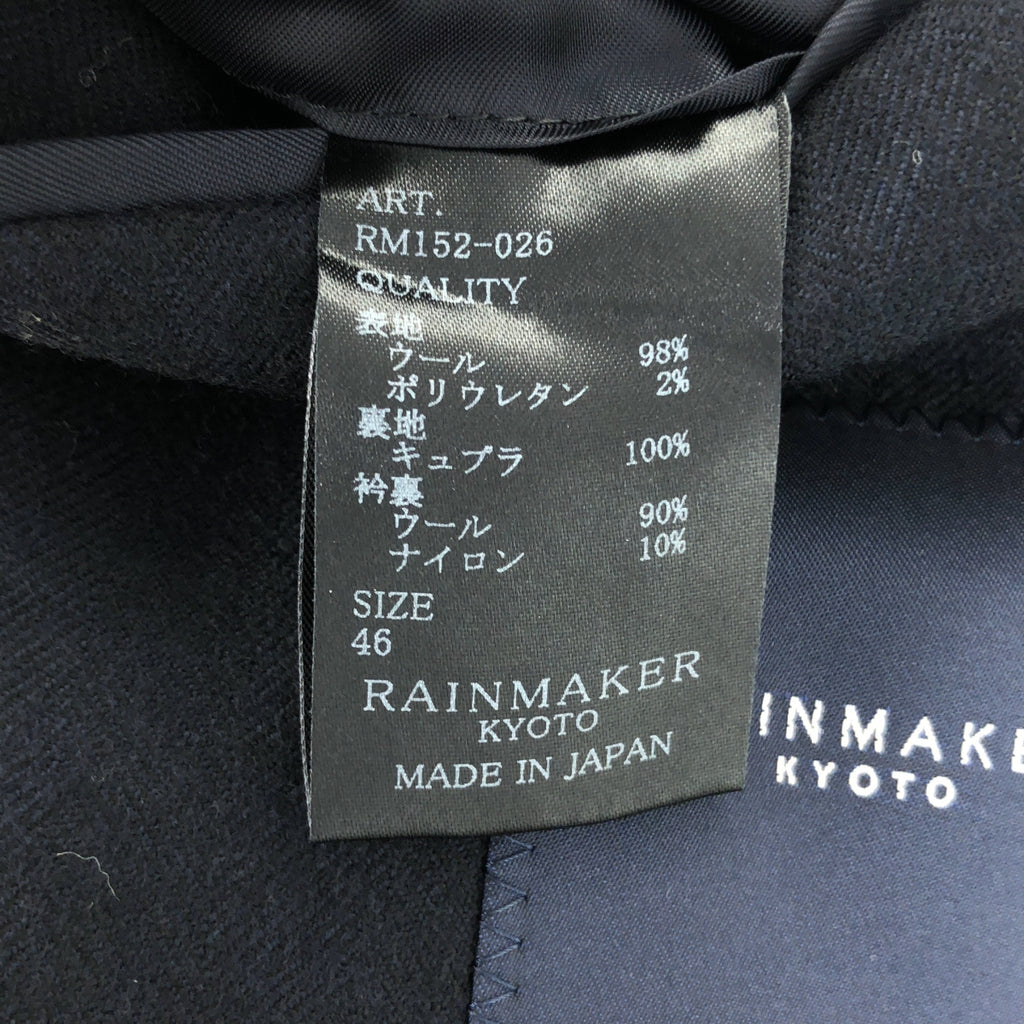 ART.
RM152-026
QUALITY
表地
ウール 98%
ポリウレタン 2%
裏地
キュプラ 100%
衿裏
ウール 90%
ナイロン 10%
SIZE
46
RAINMAKER
KYOTO
MADE IN JAPAN
INMAKE
KYOTO